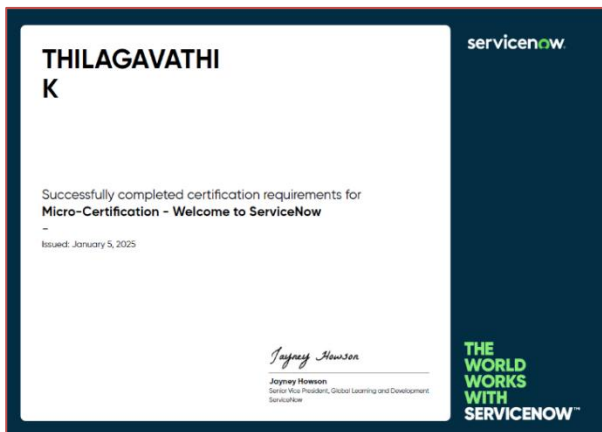 THILAGAVATHI
K
servicenow.
Successfully completed certification requirements for
Micro-Certification - Welcome to ServiceNow
-
Issued: January 5, 2025
Jayney Howson
Jayney Howson
Senior Vice President, Global Learning and Development
ServiceNow
THE
WORLD
WORKS
WITH
SERVICENOW™